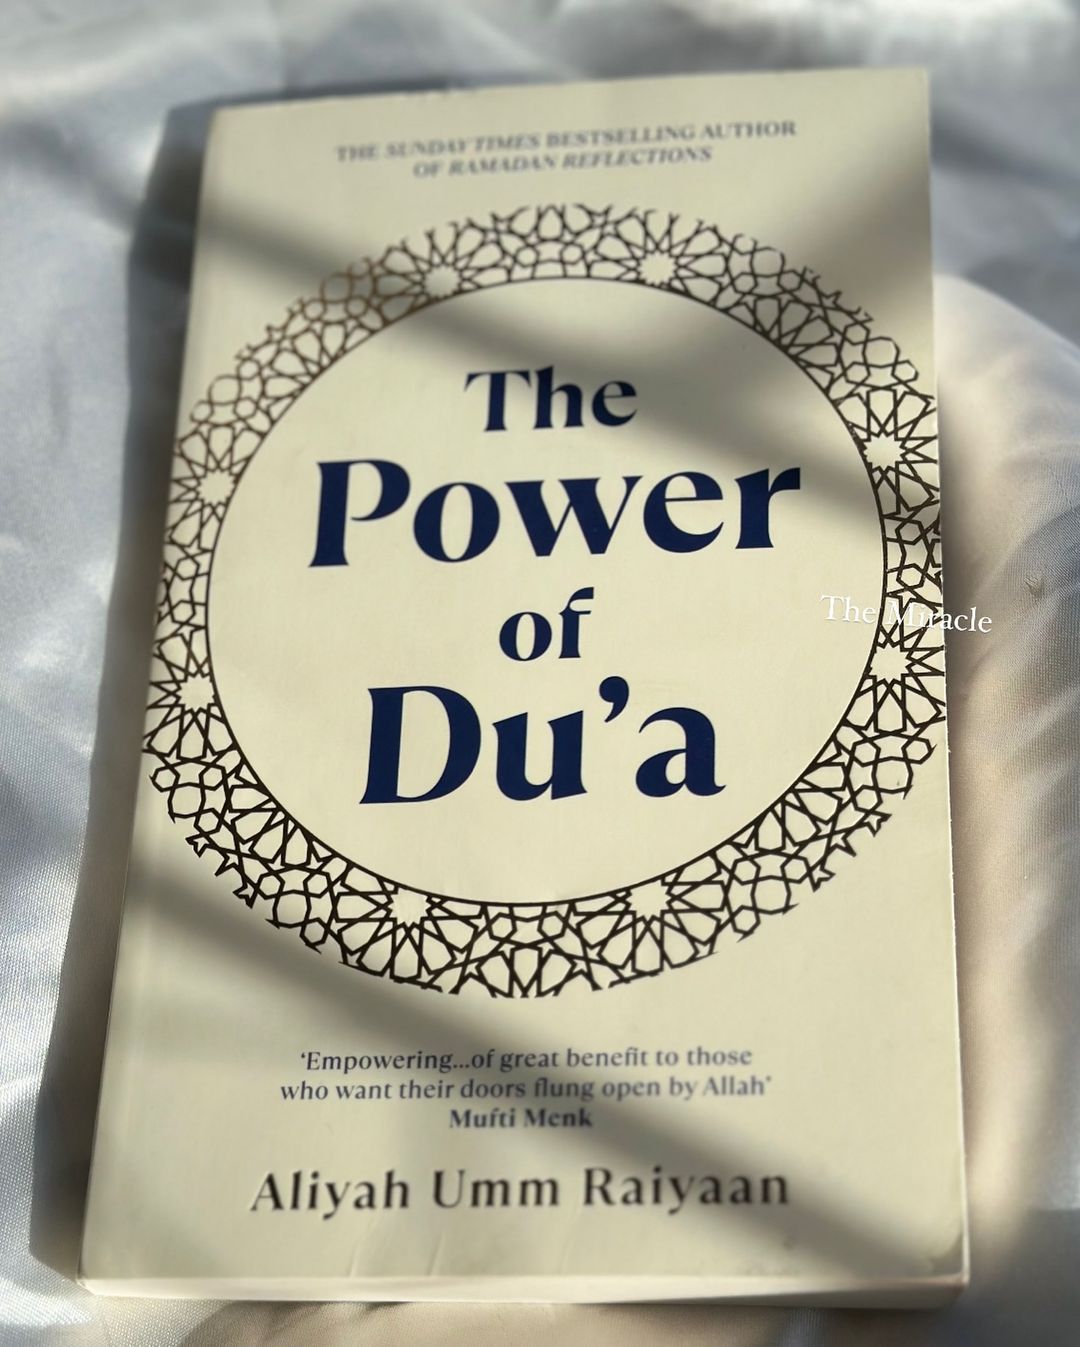 THE SUNDAY TIMES BESTSELLING AUTHOR
OF RAMADAN REFLECTIONS
The
Power
of
Du’a
The Miracle
‘Empowering...of great benefit to those
who want their doors flung open by Allah’
Mufti Menk
Aliyah Umm Raiyaan